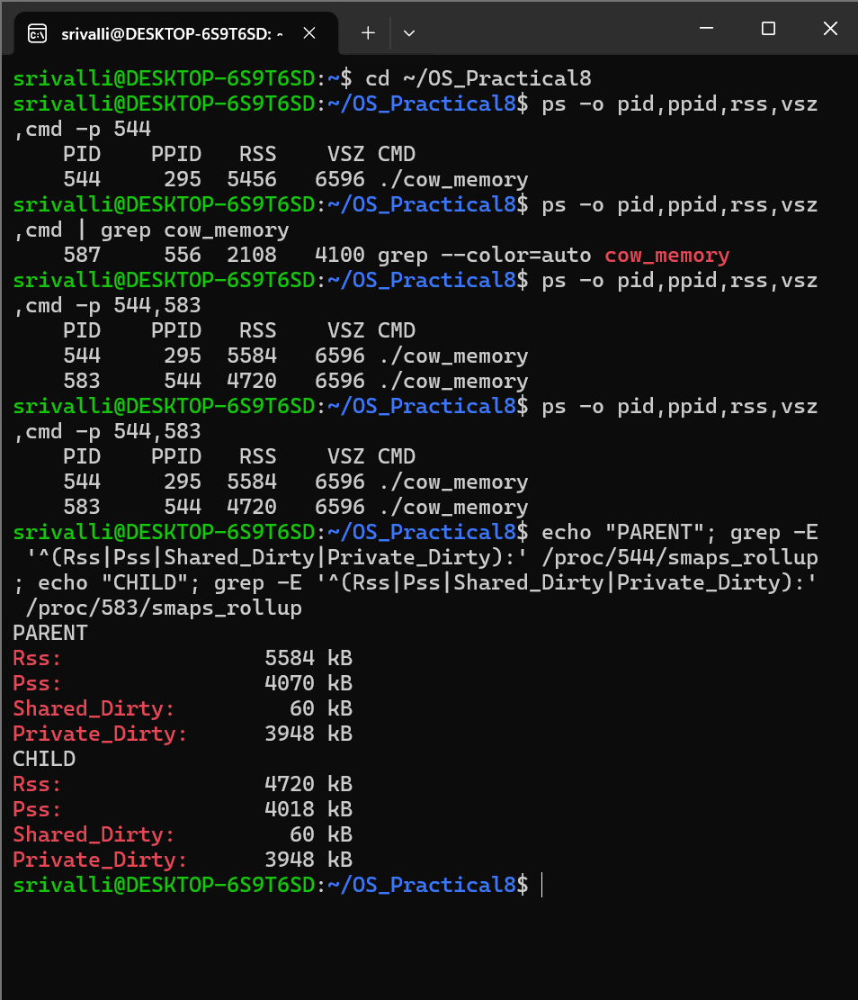 srivalli@DESKTOP-6S9T6SD: ~
srivalli@DESKTOP-6S9T6SD:~$ cd ~/OS_Practical8
srivalli@DESKTOP-6S9T6SD:~/OS_Practical8$ ps -o pid,ppid,rss,vsz
,cmd -p 544
    PID    PPID   RSS    VSZ CMD
    544     295  5456   6596 ./cow_memory
srivalli@DESKTOP-6S9T6SD:~/OS_Practical8$ ps -o pid,ppid,rss,vsz
,cmd | grep cow_memory
    587     556  2108   4100 grep --color=auto cow_memory
srivalli@DESKTOP-6S9T6SD:~/OS_Practical8$ ps -o pid,ppid,rss,vsz
,cmd -p 544,583
    PID    PPID   RSS    VSZ CMD
    544     295  5584   6596 ./cow_memory
    583     544  4720   6596 ./cow_memory
srivalli@DESKTOP-6S9T6SD:~/OS_Practical8$ ps -o pid,ppid,rss,vsz
,cmd -p 544,583
    PID    PPID   RSS    VSZ CMD
    544     295  5584   6596 ./cow_memory
    583     544  4720   6596 ./cow_memory
srivalli@DESKTOP-6S9T6SD:~/OS_Practical8$ echo "PARENT"; grep -E
 '^(Rss|Pss|Shared_Dirty|Private_Dirty):' /proc/544/smaps_rollup
; echo "CHILD"; grep -E '^(Rss|Pss|Shared_Dirty|Private_Dirty):'
 /proc/583/smaps_rollup
PARENT
Rss:                5584 kB
Pss:                4070 kB
Shared_Dirty:         60 kB
Private_Dirty:      3948 kB
CHILD
Rss:                4720 kB
Pss:                4018 kB
Shared_Dirty:         60 kB
Private_Dirty:      3948 kB
srivalli@DESKTOP-6S9T6SD:~/OS_Practical8$